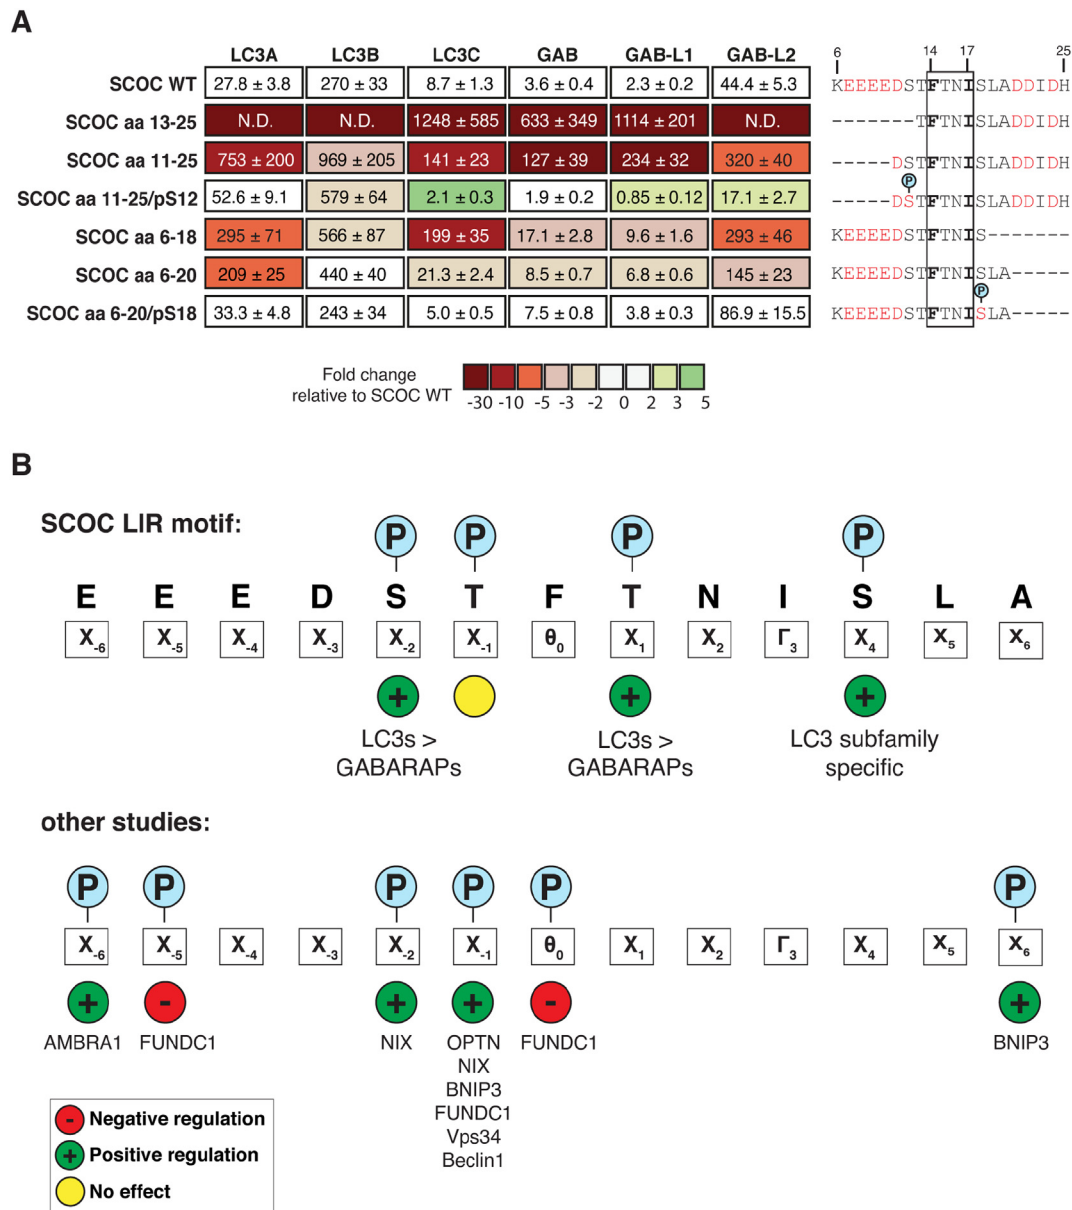 A
LC3A LC3B LC3C GAB GAB-L1 GAB-L2 6 14 17 25
SCOC WT 27.8 ± 3.8 270 ± 33 8.7 ± 1.3 3.6 ± 0.4 2.3 ± 0.2 44.4 ± 5.3 KEEEEDSTFTNISLADDIDH
SCOC aa 13-25 N.D. N.D. 1248 ± 585 633 ± 349 1114 ± 201 N.D. -------TFTNISLADDIDH
SCOC aa 11-25 753 ± 200 969 ± 205 141 ± 23 127 ± 39 234 ± 32 320 ± 40 -----DSTFTNISLADDIDH
P
SCOC aa 11-25/pS12 52.6 ± 9.1 579 ± 64 2.1 ± 0.3 1.9 ± 0.2 0.85 ± 0.12 17.1 ± 2.7 -----DSTFTNISLADDIDH
SCOC aa 6-18 295 ± 71 566 ± 87 199 ± 35 17.1 ± 2.8 9.6 ± 1.6 293 ± 46 KEEEEDSTFTNIS-------
SCOC aa 6-20 209 ± 25 440 ± 40 21.3 ± 2.4 8.5 ± 0.7 6.8 ± 0.6 145 ± 23 KEEEEDSTFTNISLA-----
P
SCOC aa 6-20/pS18 33.3 ± 4.8 243 ± 34 5.0 ± 0.5 7.5 ± 0.8 3.8 ± 0.3 86.9 ± 15.5 KEEEEDSTFTNISLA-----
Fold change
relative to SCOC WT
-30 -10 -5 -3 -2 0 2 3 5
B
SCOC LIR motif:
P P P P
E E E D S T F T N I S L A
X-6 X-5 X-4 X-3 X-2 X-1 θ0 X1 X2 Γ3 X4 X5 X6
+ + +
LC3s > LC3s > LC3 subfamily
GABARAPs GABARAPs specific
other studies:
P P P P P P
X-6 X-5 X-4 X-3 X-2 X-1 θ0 X1 X2 Γ3 X4 X5 X6
+ - + + - +
AMBRA1 FUNDC1 NIX OPTN FUNDC1 BNIP3
NIX
BNIP3
FUNDC1
Vps34
Beclin1
- Negative regulation
+ Positive regulation
No effect